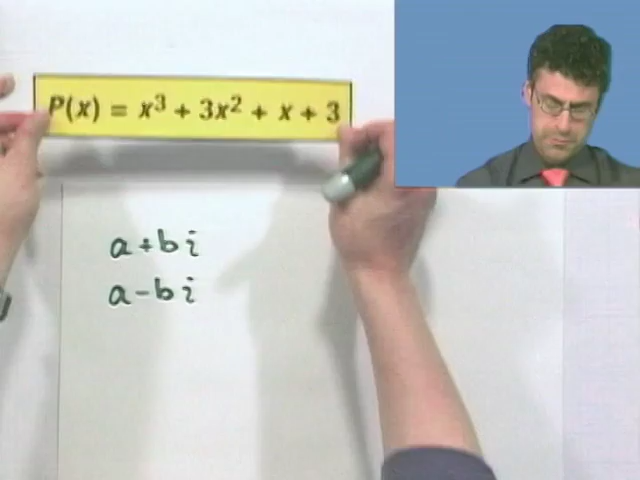 P(x) = x³ + 3x² + x + 3
a+bi
a-bi